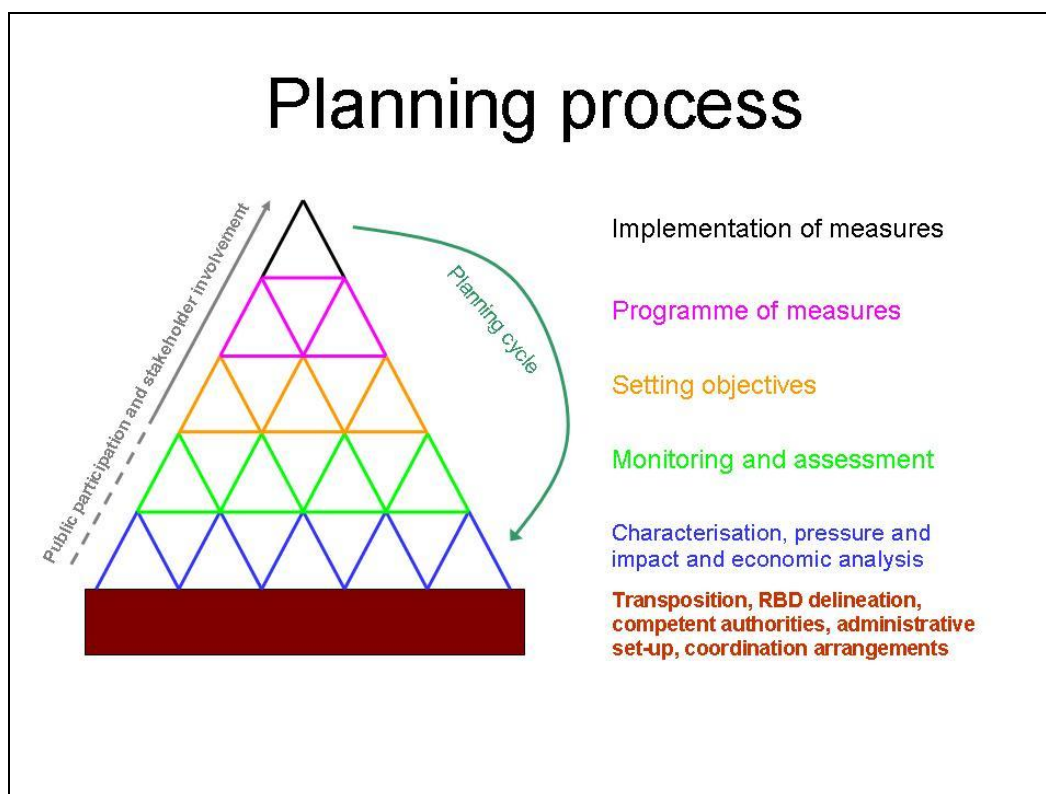 Planning process
Public participation and stakeholder involvement
Planning cycle
Implementation of measures
Programme of measures
Setting objectives
Monitoring and assessment
Characterisation, pressure and
impact and economic analysis
Transposition, RBD delineation,
competent authorities, administrative
set-up, coordination arrangements